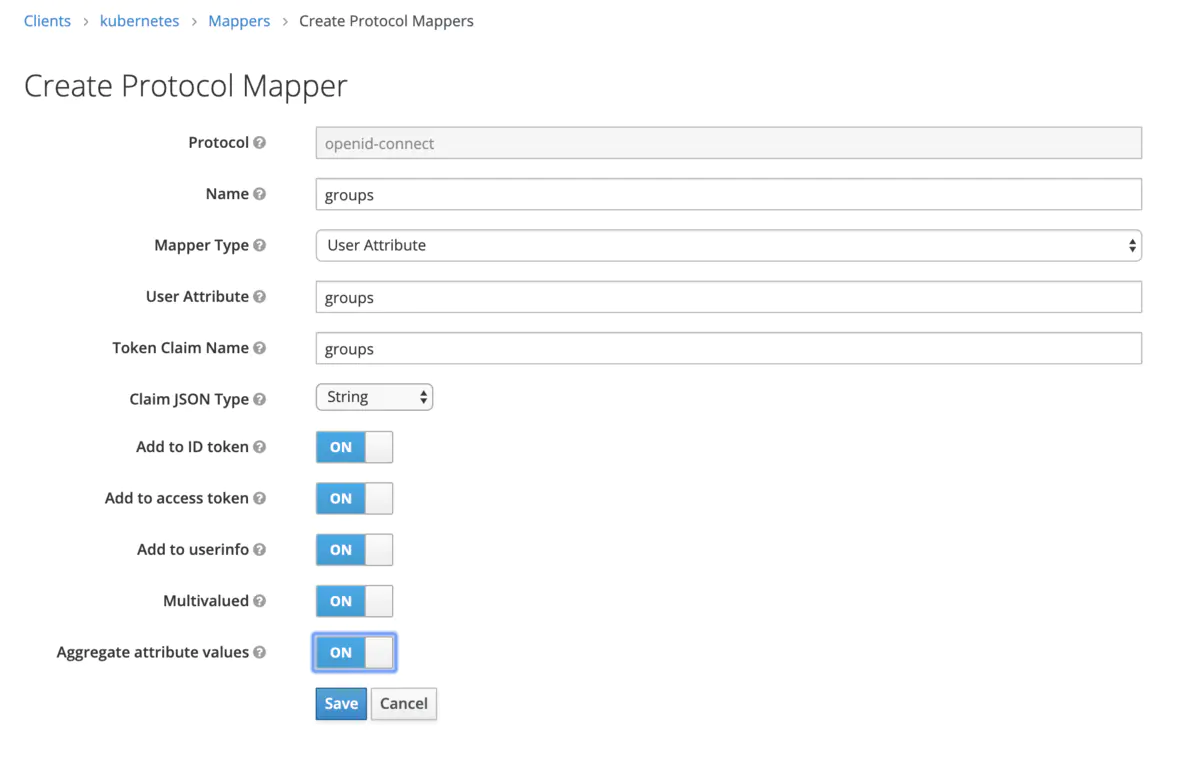 Clients > kubernetes > Mappers > Create Protocol Mappers
Create Protocol Mapper
Protocol openid-connect
Name groups
Mapper Type User Attribute
User Attribute groups
Token Claim Name groups
Claim JSON Type String
Add to ID token ON
Add to access token ON
Add to userinfo ON
Multivalued ON
Aggregate attribute values ON
Save Cancel